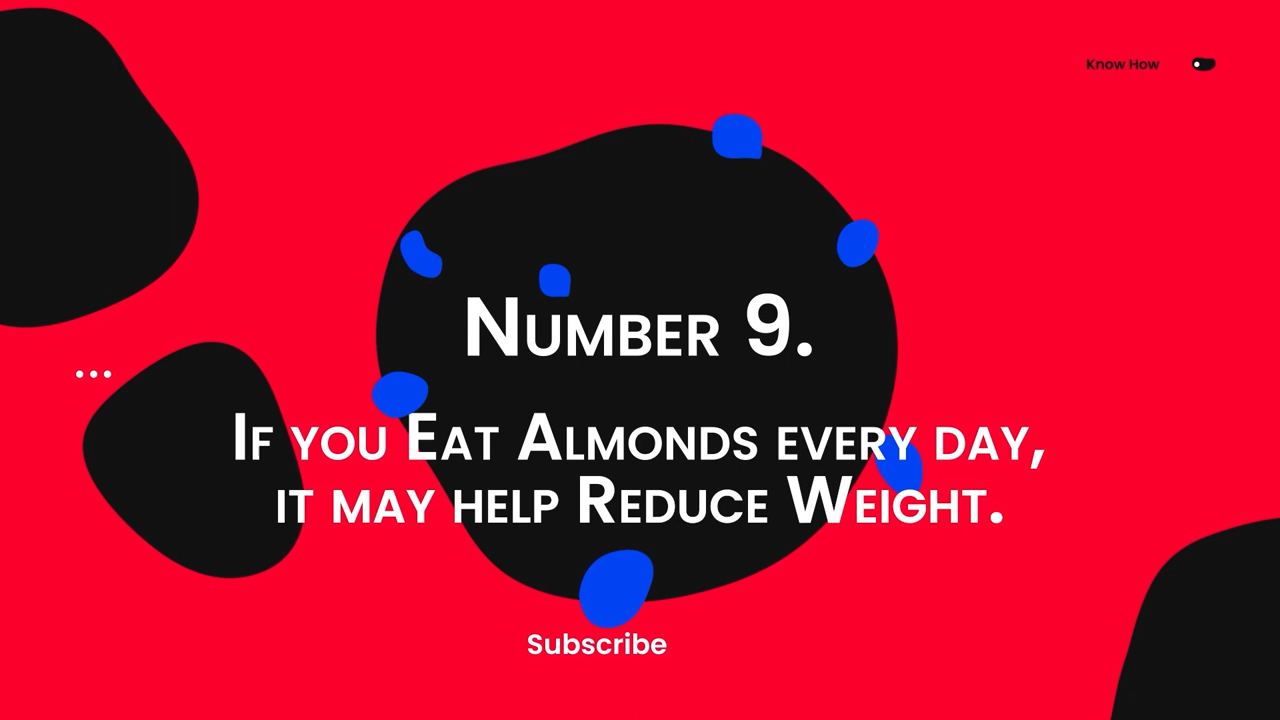 Know How
Number 9.
...
If you Eat Almonds every day,
it may help Reduce Weight.
Subscribe